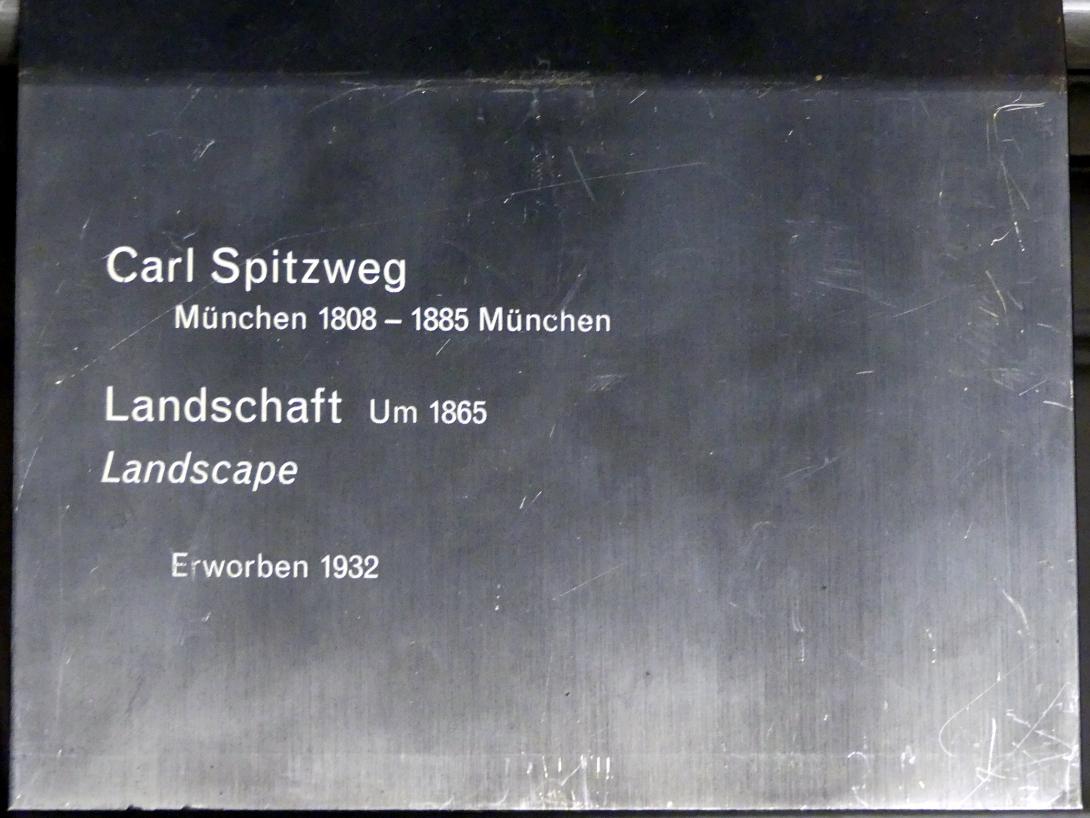 Carl Spitzweg
München 1808 – 1885 München
Landschaft Um 1865
Landscape
Erworben 1932